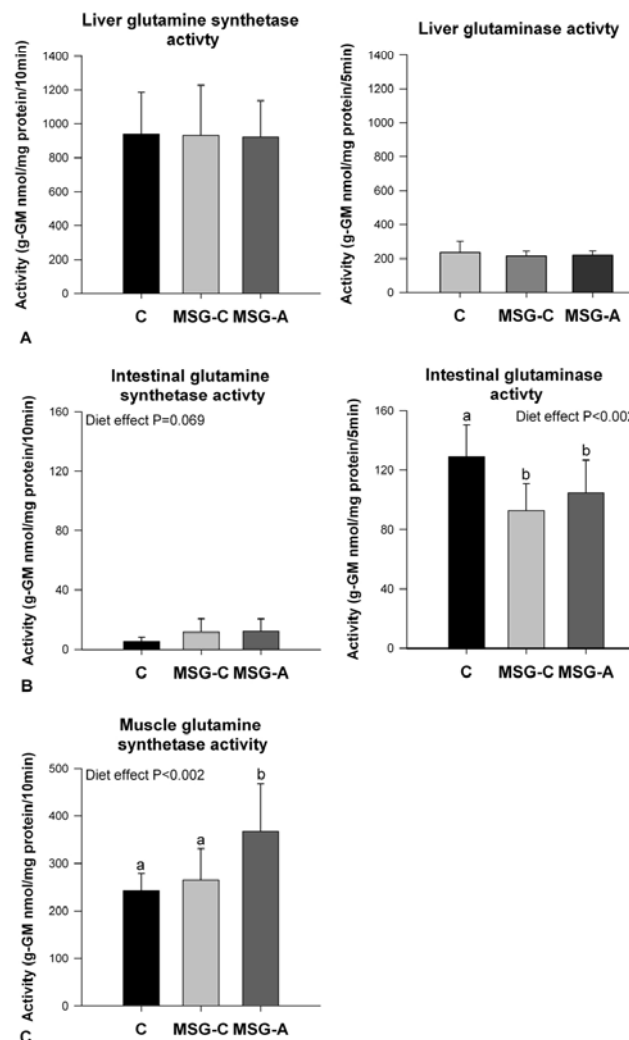 Liver glutamine synthetase
activty
Activity (g-GM nmol/mg protein/10min)
1400
1200
1000
800
600
400
200
0
C MSG-C MSG-A
A
Liver glutaminase activty
Activity (g-GM nmol/mg protein/5min)
1400
1200
1000
800
600
400
200
0
C MSG-C MSG-A
Intestinal glutamine
synthetase activty
Diet effect P=0.069
Activity (g-GM nmol/mg protein/10min)
160
120
80
40
0
C MSG-C MSG-A
B
Intestinal glutaminase
activty
Diet effect P<0.002
Activity (g-GM nmol/mg protein/5min)
160
120
80
40
0
a
b
b
C MSG-C MSG-A
Muscle glutamine
synthetase activity
Diet effect P<0.002
Activity (g-GM nmol/mg protein/10min)
500
400
300
200
100
0
a
a
b
C MSG-C MSG-A
C